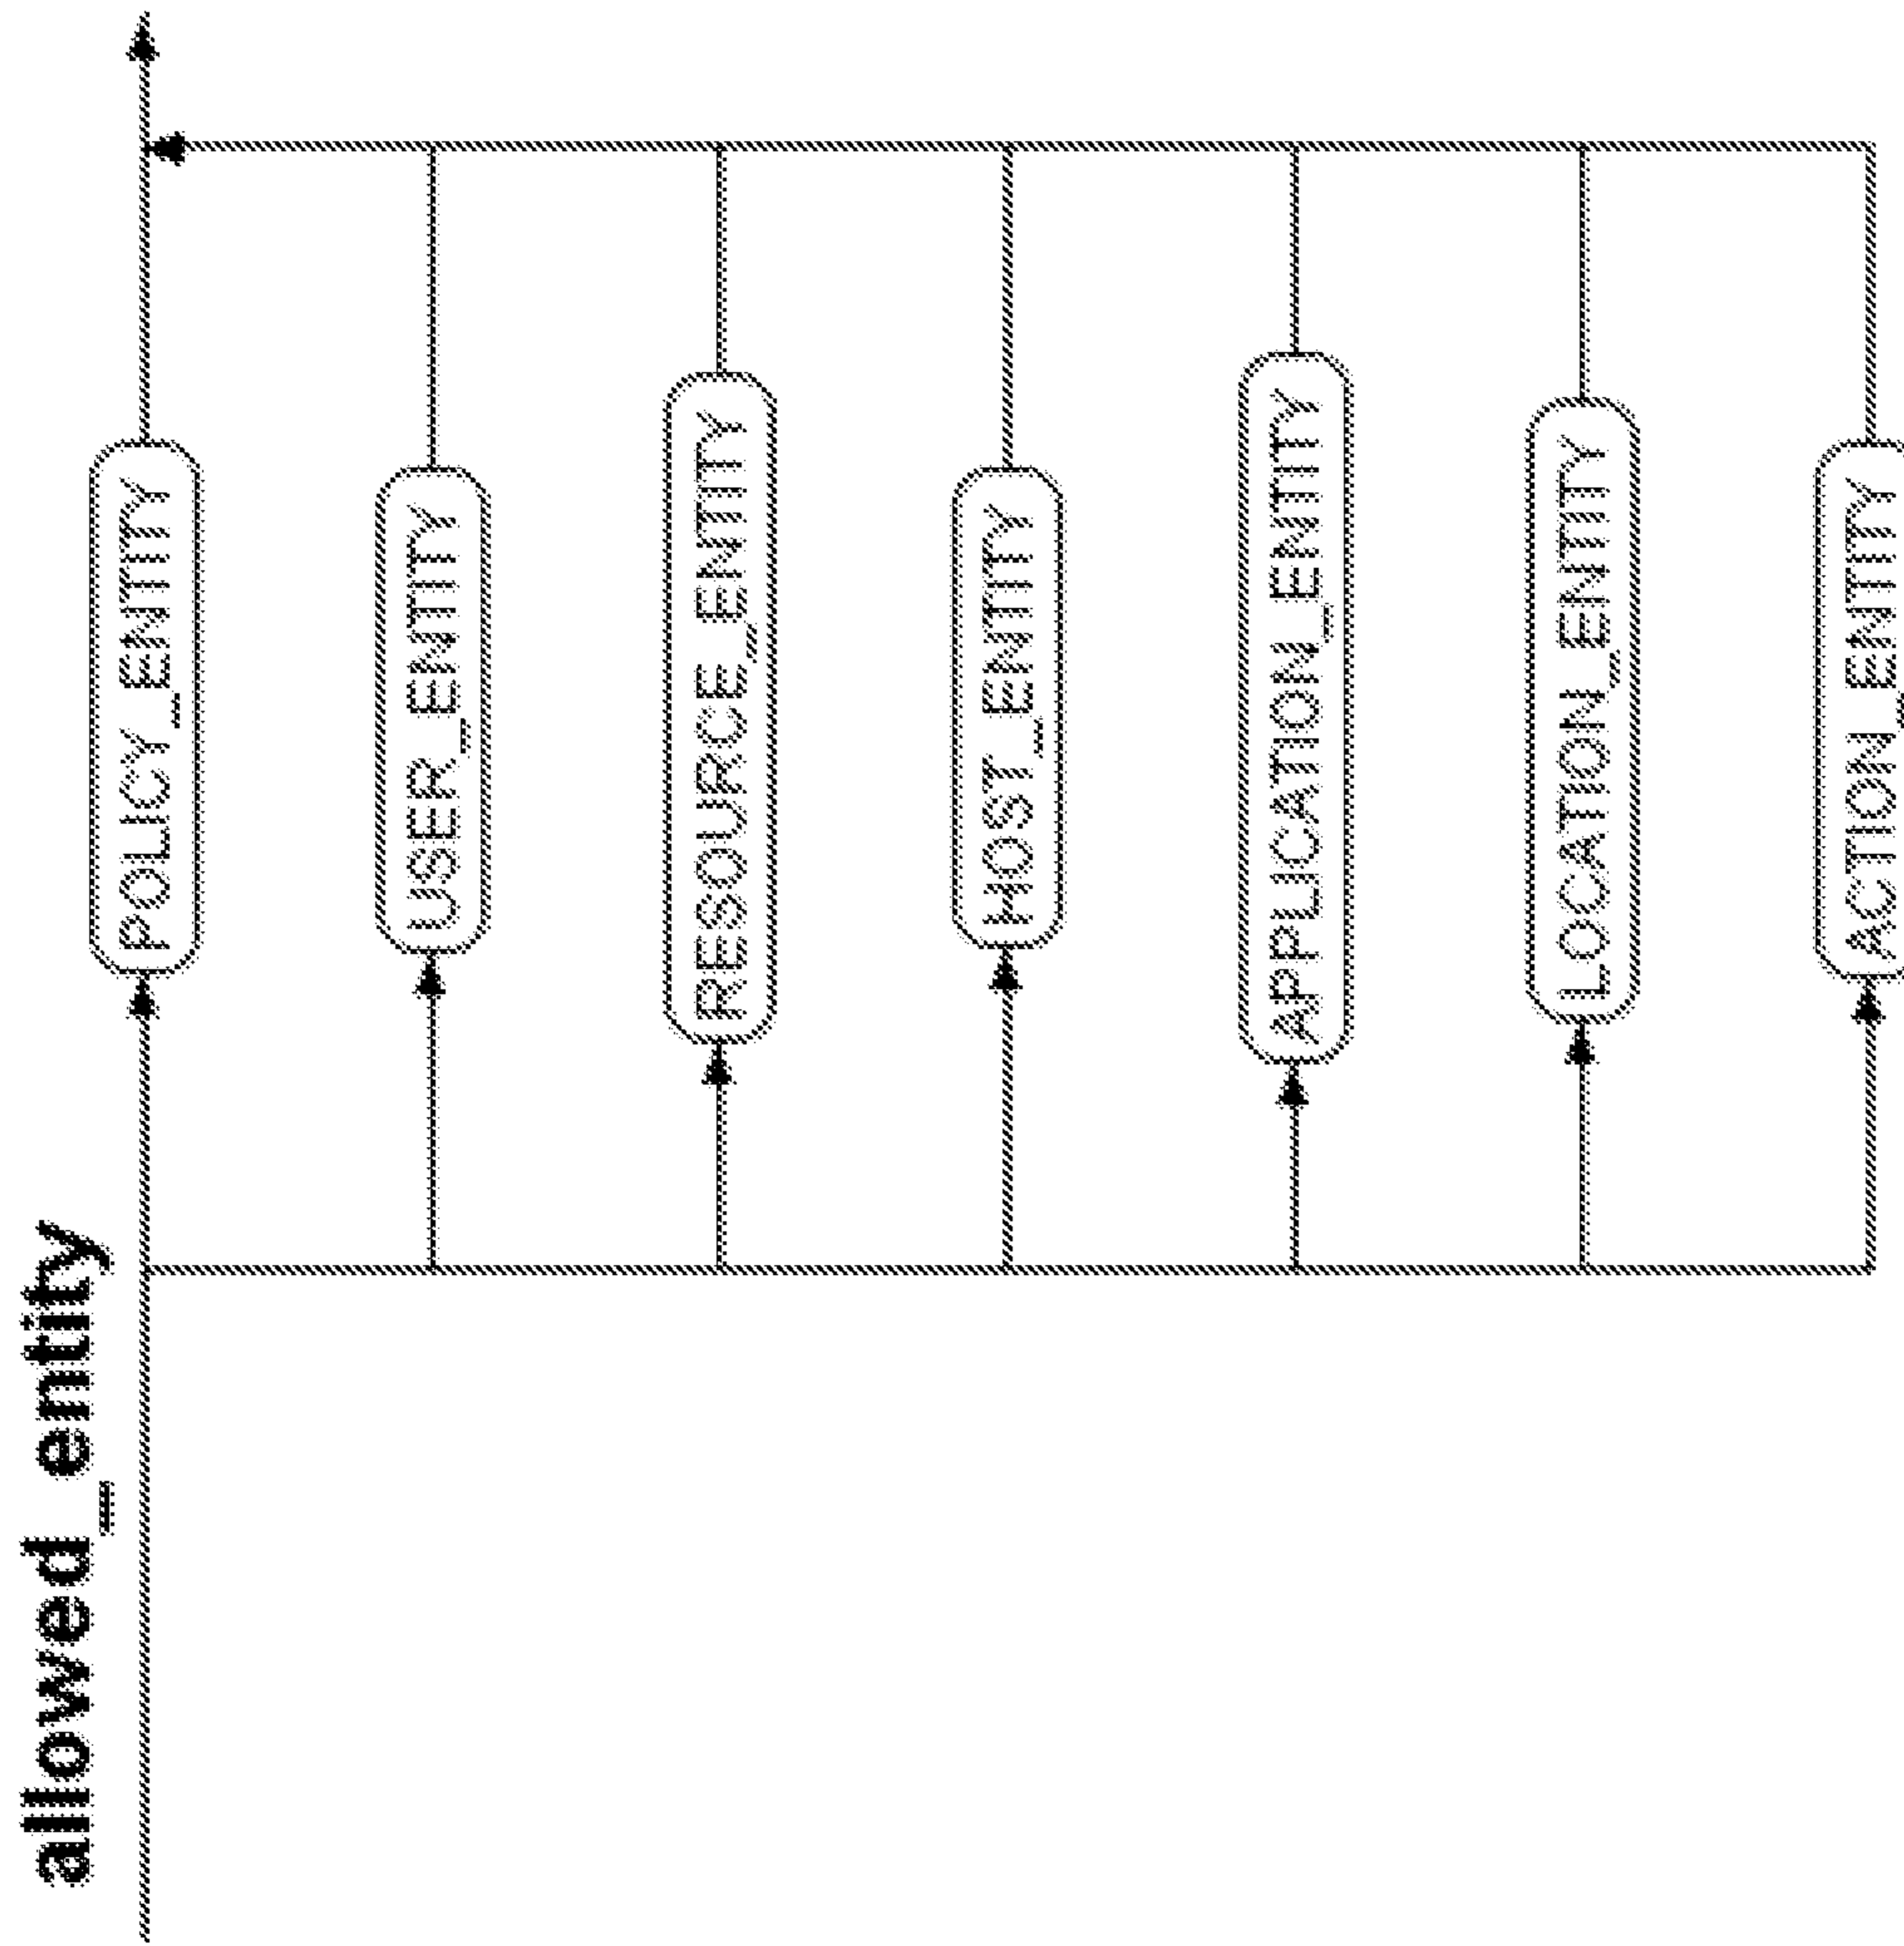 allowed_entity
POLICY_ENTITY
USER_ENTITY
RESOURCE_ENTITY
HOST_ENTITY
APPLICATION_ENTITY
LOCATION_ENTITY
ACTION_ENTITY